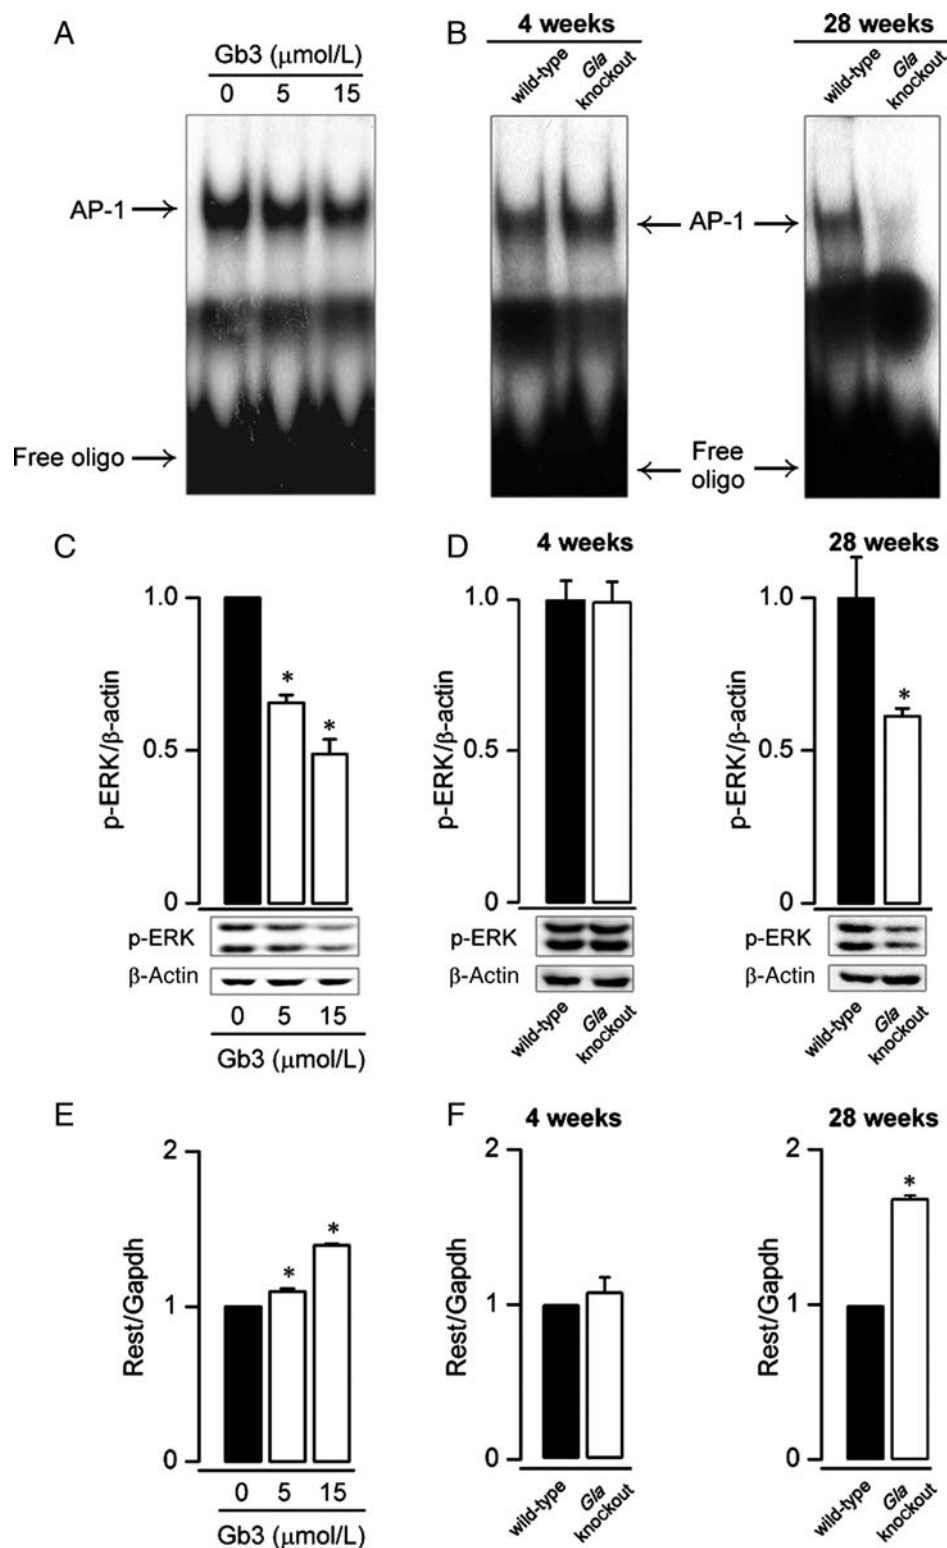 A
Gb3 (μmol/L)
0 5 15
AP-1
Free oligo
B
4 weeks
wild-type
Gla knockout
28 weeks
wild-type
Gla knockout
AP-1
Free
oligo
C
p-ERK/β-actin
1.0
0.5
0
*
*
p-ERK
β-Actin
0 5 15
Gb3 (μmol/L)
D
4 weeks
p-ERK/β-actin
1.0
0.5
0
p-ERK
β-Actin
wild-type
Gla knockout
28 weeks
p-ERK/β-actin
1.0
0.5
0
*
p-ERK
β-Actin
wild-type
Gla knockout
E
Rest/Gapdh
2
1
0
*
*
0 5 15
Gb3 (μmol/L)
F
4 weeks
Rest/Gapdh
2
1
0
wild-type
Gla knockout
28 weeks
Rest/Gapdh
2
1
0
*
wild-type
Gla knockout